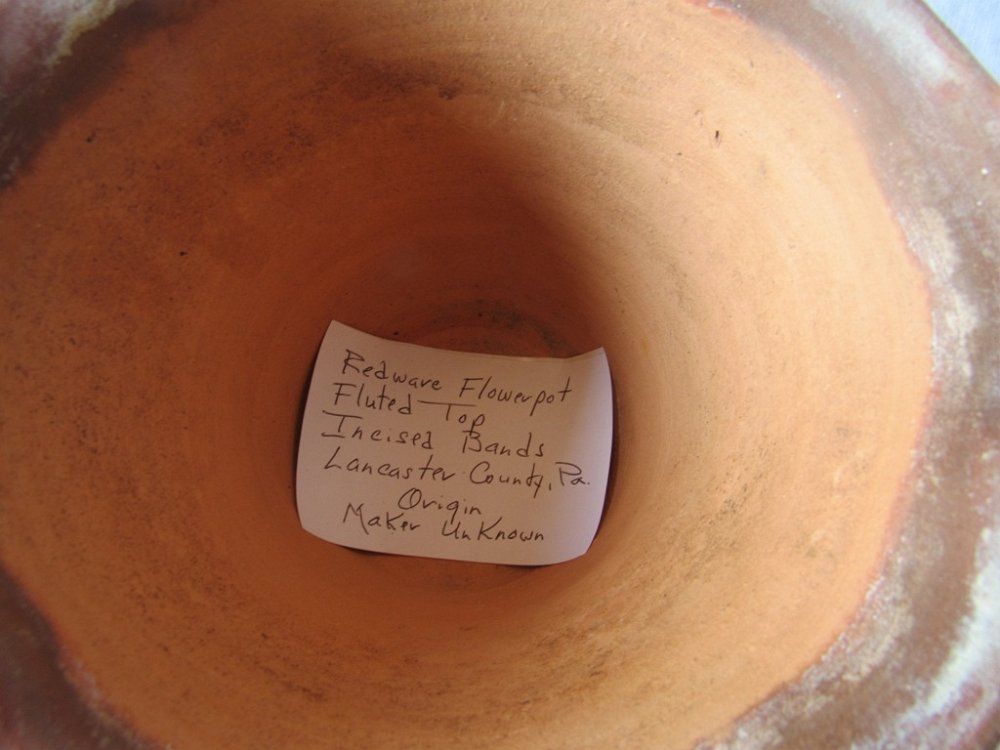 Redware Flowerpot
Fluted Top
Incised Bands
Lancaster County, Pa.
Origin
Maker UnKnown